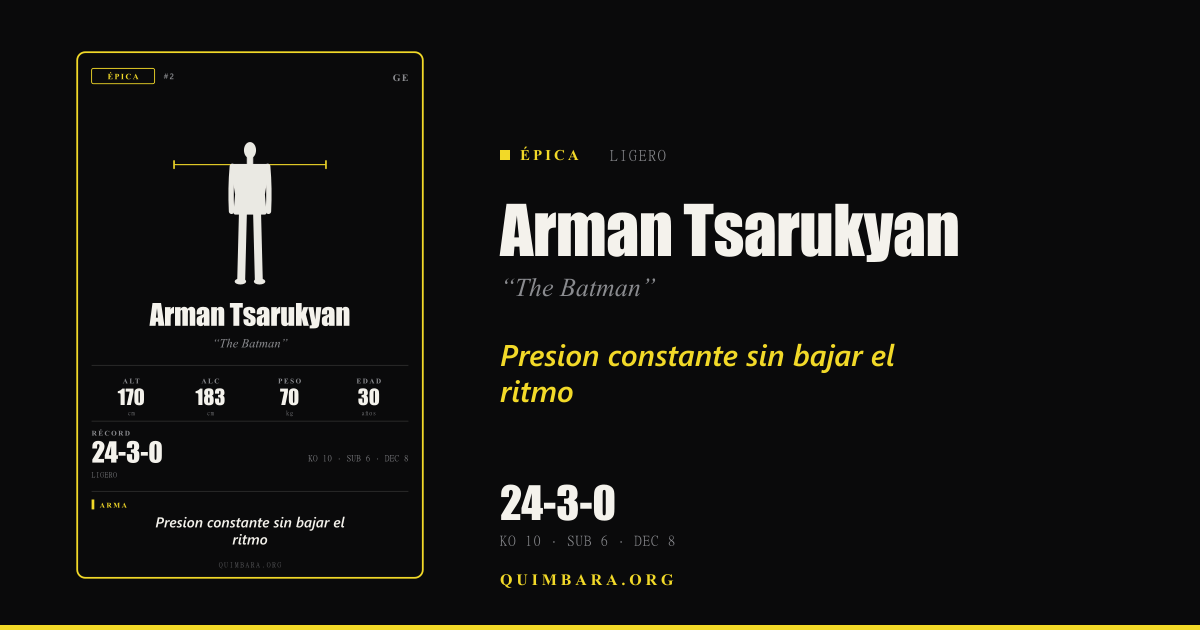 ÉPICA #2 GE
Arman Tsarukyan
“The Batman”
ALT ALC PESO EDAD
170 183 70 30
cm cm kg años
RÉCORD
24-3-0
KO 10 · SUB 6 · DEC 8
LIGERO
ARMA
Presion constante sin bajar el
ritmo
QUIMBARA.ORG
ÉPICA LIGERO
Arman Tsarukyan
“The Batman”
Presion constante sin bajar el
ritmo
24-3-0
KO 10 · SUB 6 · DEC 8
QUIMBARA.ORG